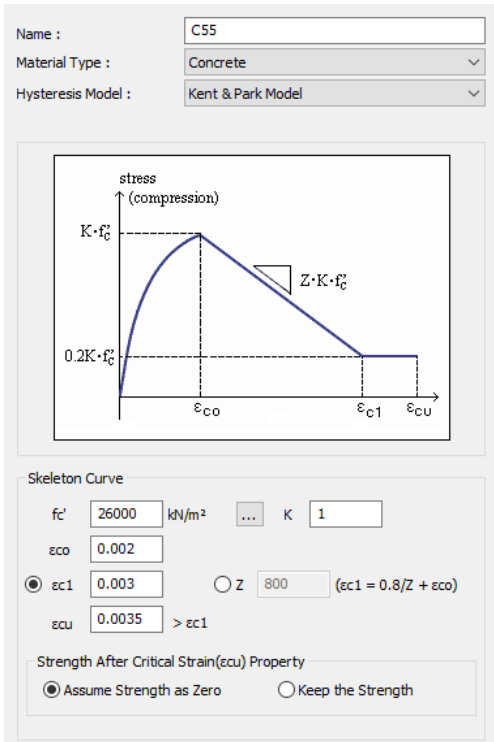 Name : C55
Material Type : Concrete
Hysteresis Model : Kent & Park Model
stress
(compression)
K·f'c
Z·K·f'c
0.2K·f'c
εco εc1 εcu
Skeleton Curve
fc' 26000 kN/m² ... K 1
εco 0.002
εc1 0.003 Z 800 (εc1 = 0.8/Z + εco)
εcu 0.0035 > εc1
Strength After Critical Strain(εcu) Property
Assume Strength as Zero Keep the Strength